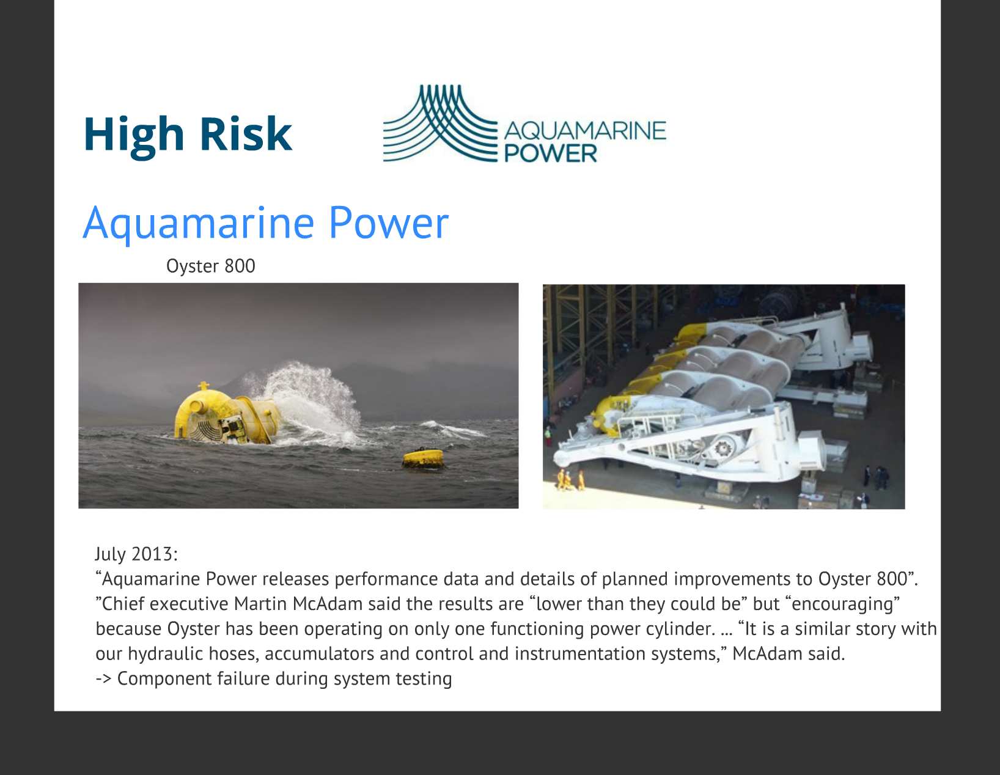 High Risk
AQUAMARINE
POWER
Aquamarine Power
Oyster 800
July 2013:
“Aquamarine Power releases performance data and details of planned improvements to Oyster 800”.
”Chief executive Martin McAdam said the results are “lower than they could be” but “encouraging”
because Oyster has been operating on only one functioning power cylinder. ... “It is a similar story with
our hydraulic hoses, accumulators and control and instrumentation systems,” McAdam said.
-> Component failure during system testing